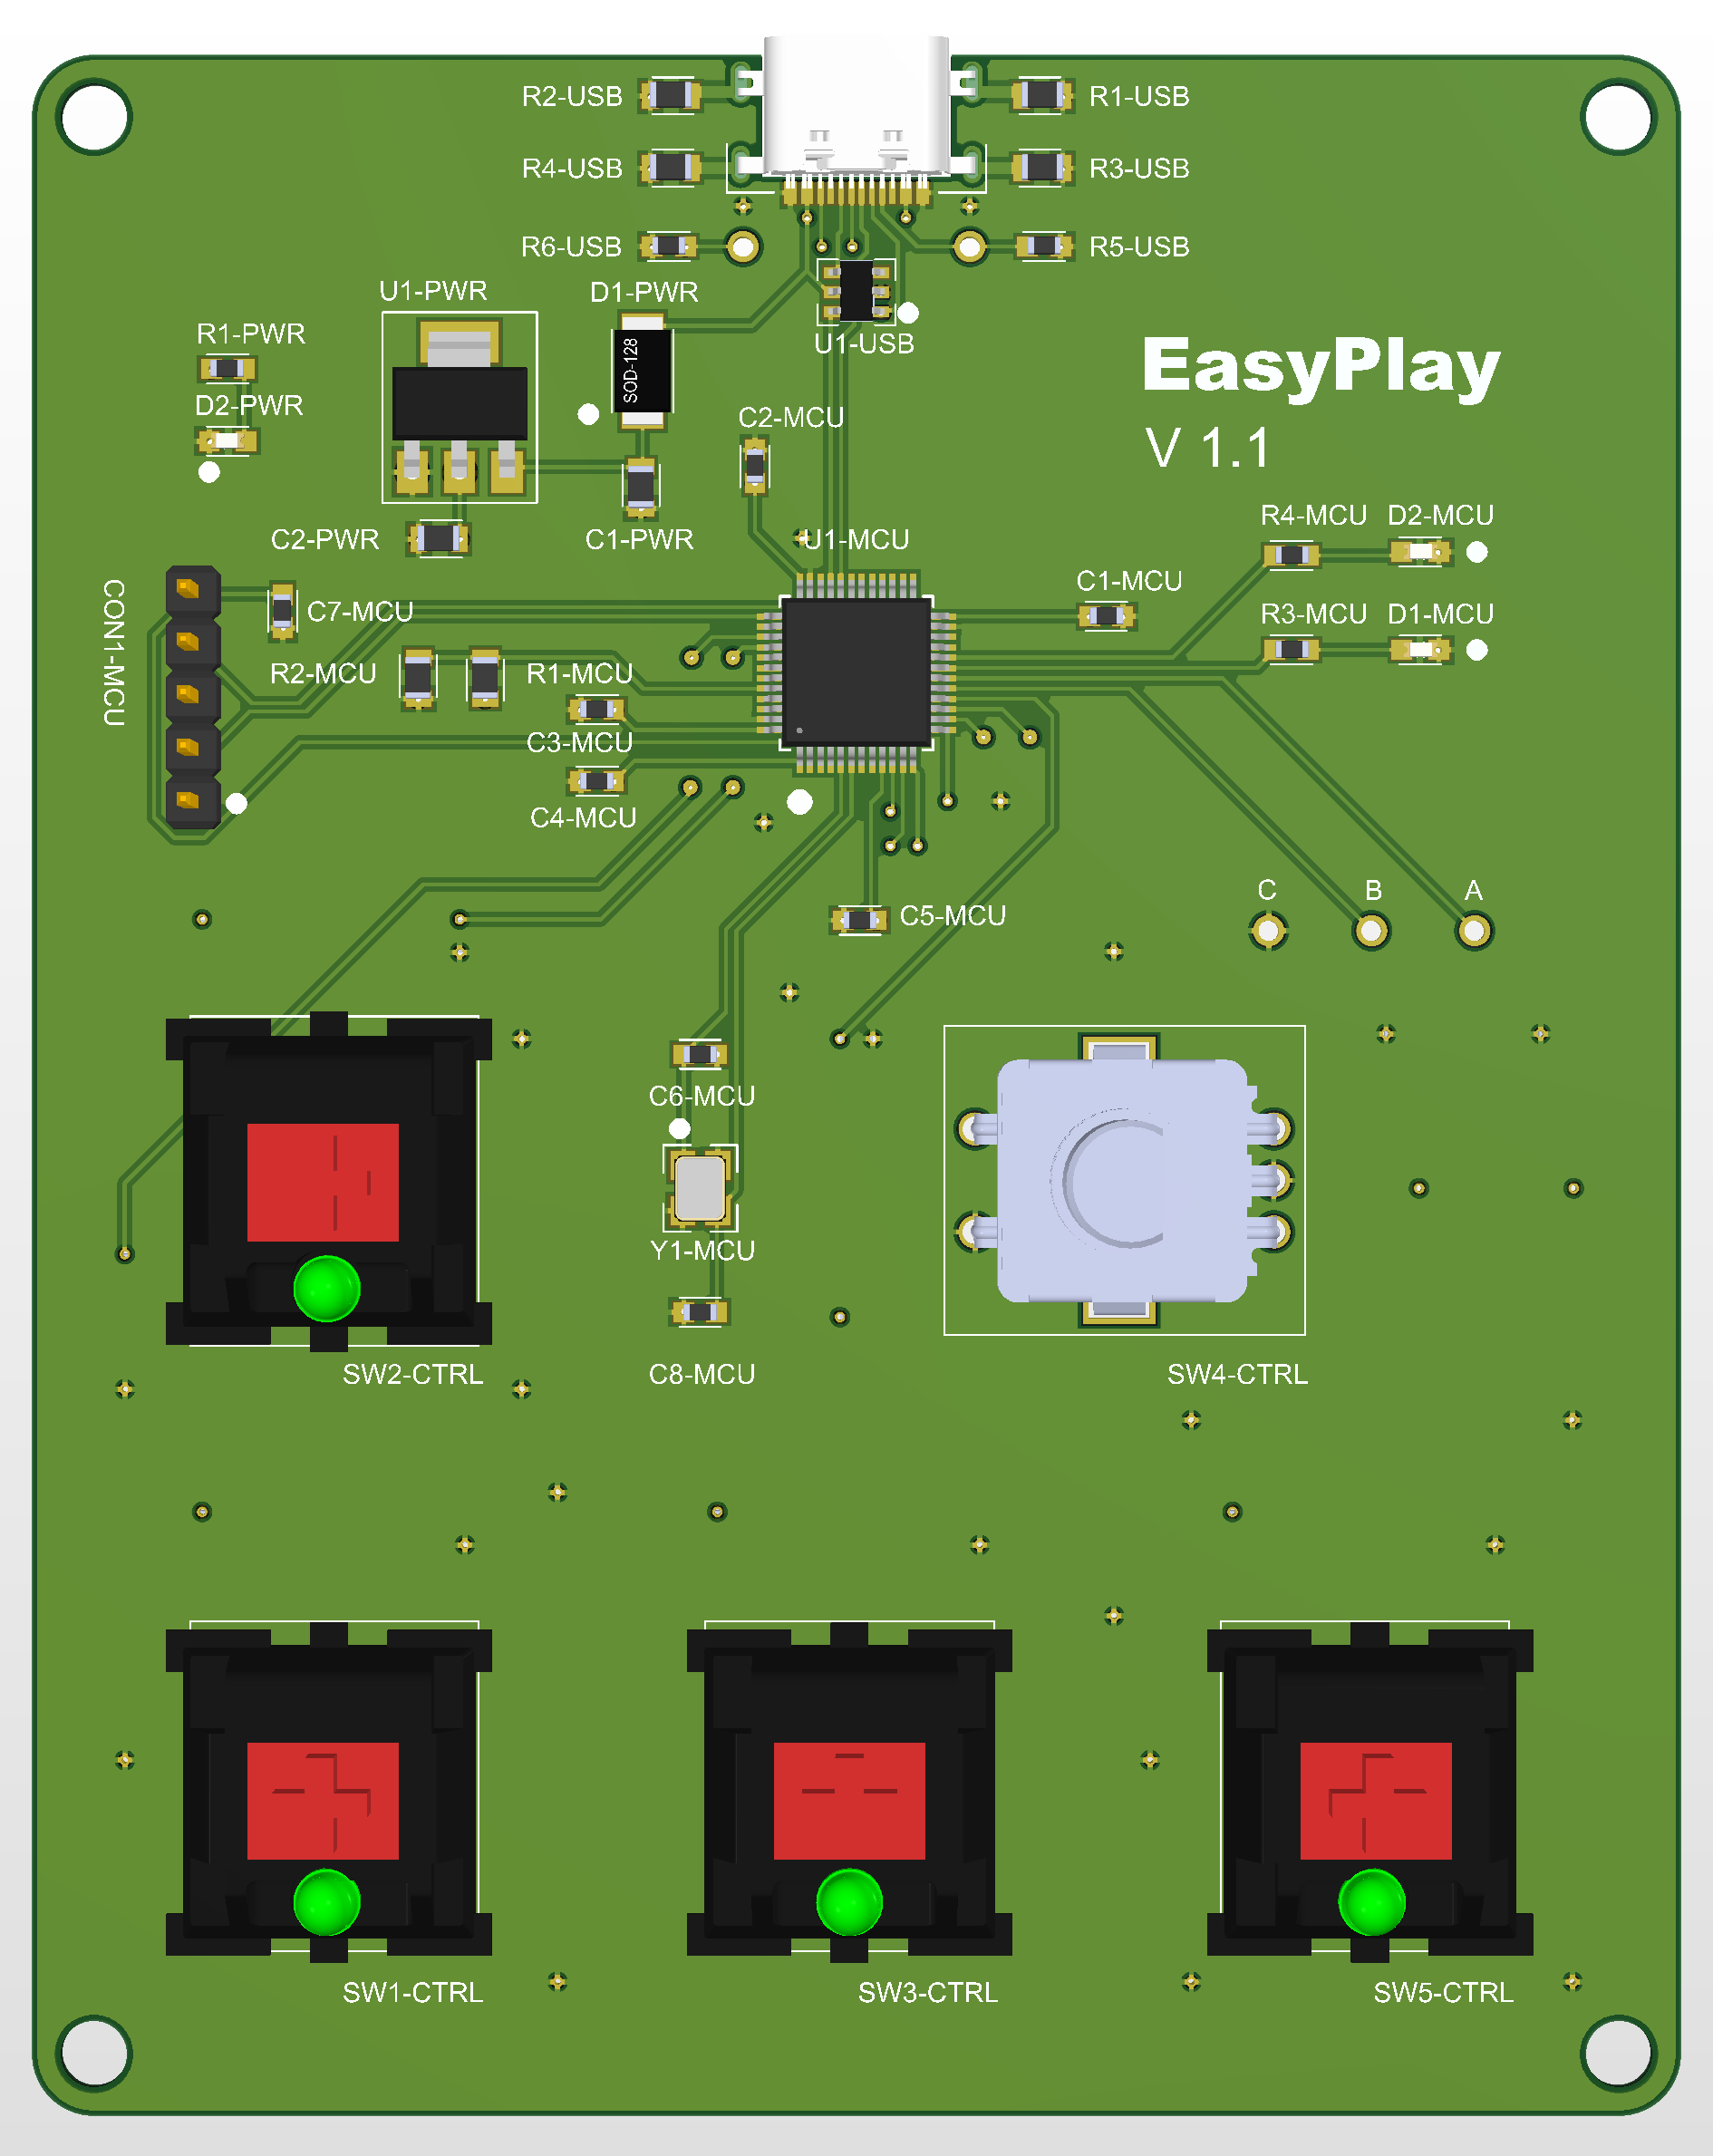 R2-USB
R1-USB
R4-USB
R3-USB
R6-USB
R5-USB
U1-PWR
D1-PWR
R1-PWR
U1-USB
SOD-128
EasyPlay
D2-PWR
C2-MCU
V 1.1
R4-MCU
D2-MCU
C2-PWR
C1-PWR
U1-MCU
C1-MCU
CON1-MCU
C7-MCU
R3-MCU
D1-MCU
R2-MCU
R1-MCU
C3-MCU
C4-MCU
C
B
A
C5-MCU
C6-MCU
Y1-MCU
SW2-CTRL
C8-MCU
SW4-CTRL
SW1-CTRL
SW3-CTRL
SW5-CTRL